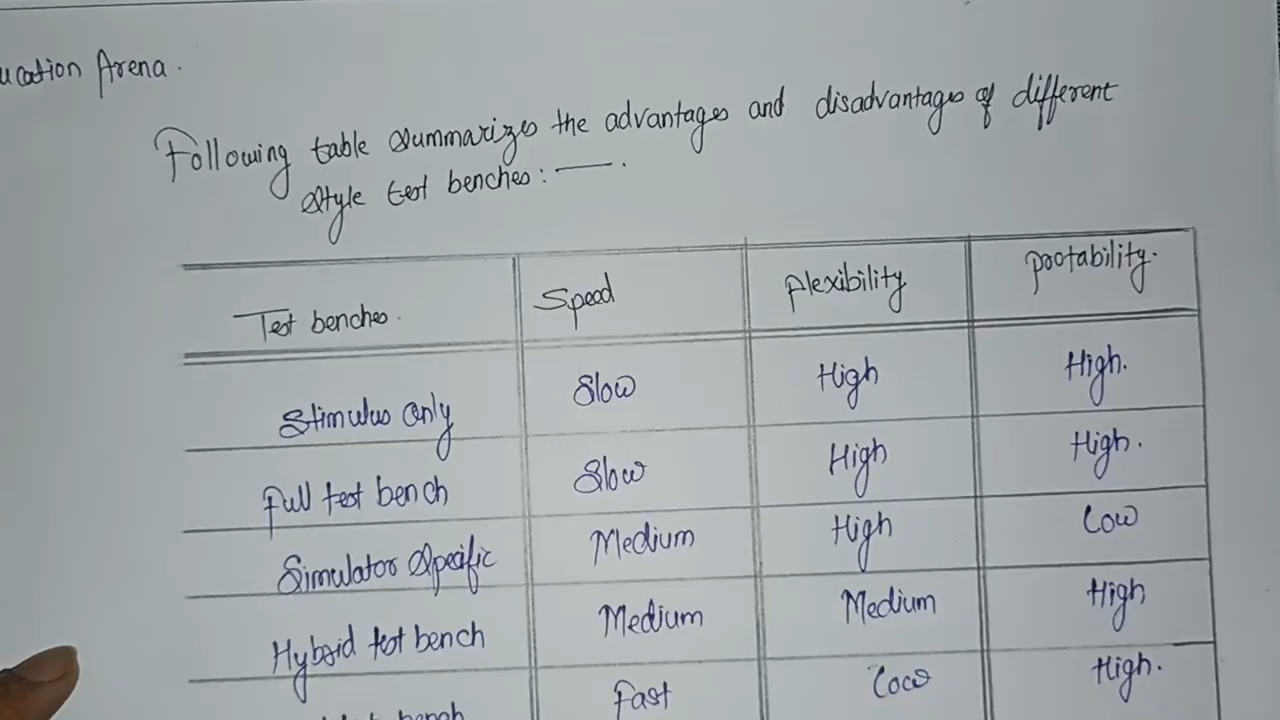 ucation Arena.
Following table summarizes the advantages and disadvantages of different
style test benches: —.
Test benches. Speed flexibility portability.
Stimulus only Slow High High.
Full test bench Slow High High.
Simulator specific Medium High Low
Hybrid test bench Medium Medium High
bench Fast Low High.